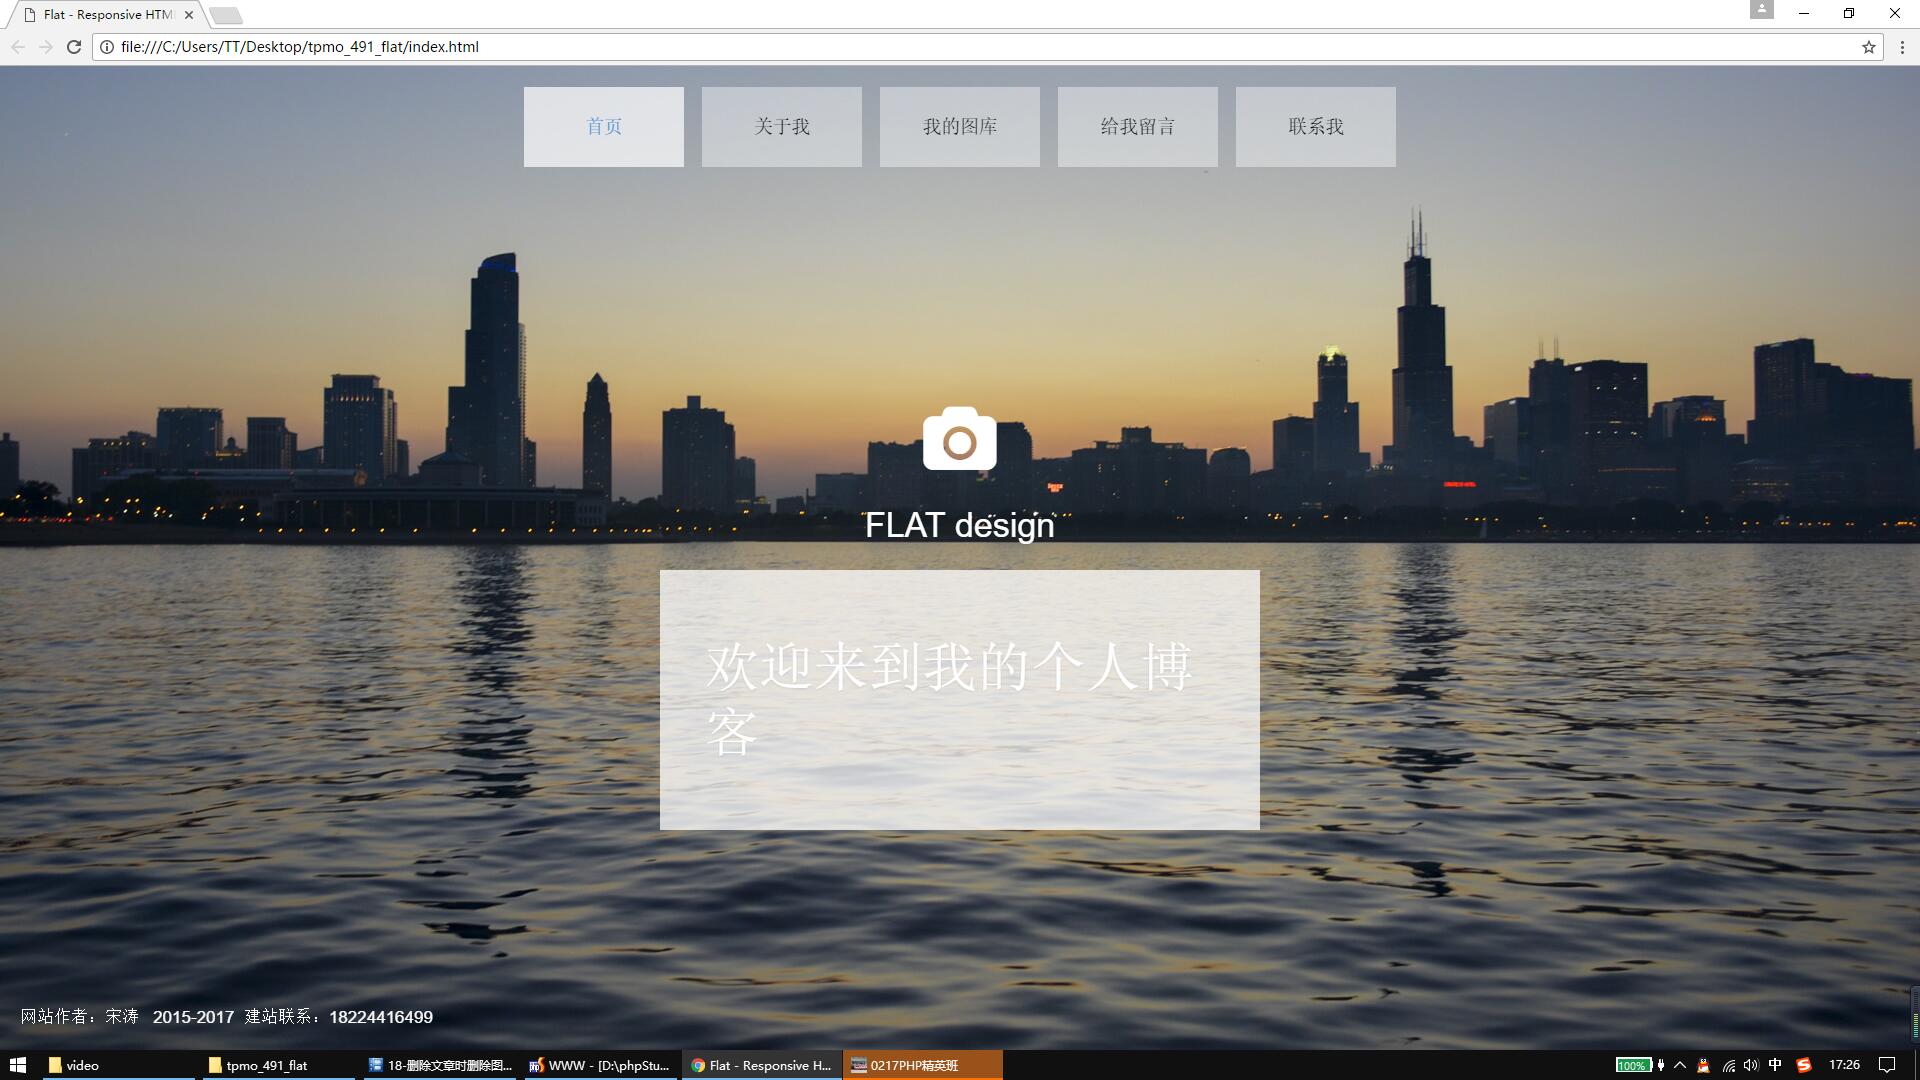 Flat - Responsive HTM
file:///C:/Users/TT/Desktop/tpmo_491_flat/index.html
首页
关于我
我的图库
给我留言
联系我
FLAT design
欢迎来到我的个人博
客
网站作者：宋涛 2015-2017 建站联系：18224416499
video
tpmo_491_flat
18-删除文章时删除图...
WWW - [D:\phpStu...
Flat - Responsive H...
0217PHP精英班
100%
中
17:26